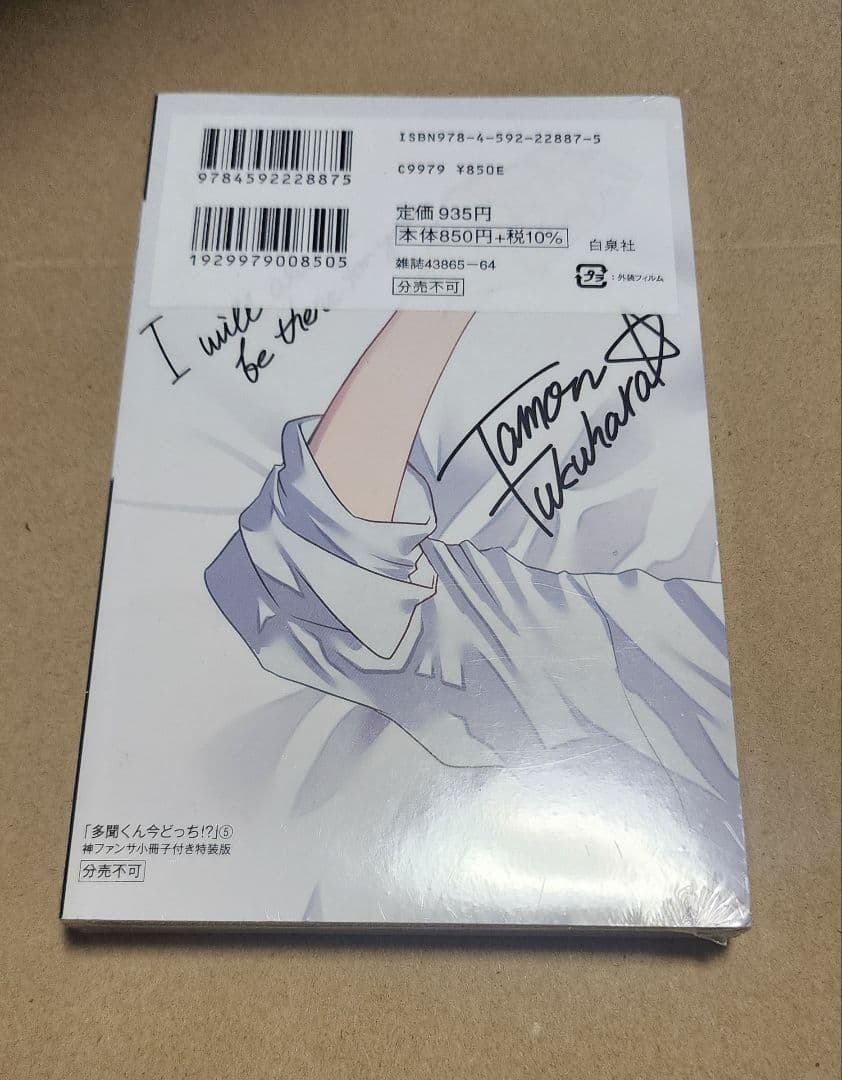 ISBN978-4-592-22887-5
9784592228875
C9979 ¥850E
定価 935円
本体850円+税10%
1929979008505
雑誌43865-64
分売不可
白泉社
プラ
:外装フィルム
I will
be there
Tamon
Fukuhara
「多聞くん今どっち!?」⑤
神ファンサ小冊子付き特装版
分売不可